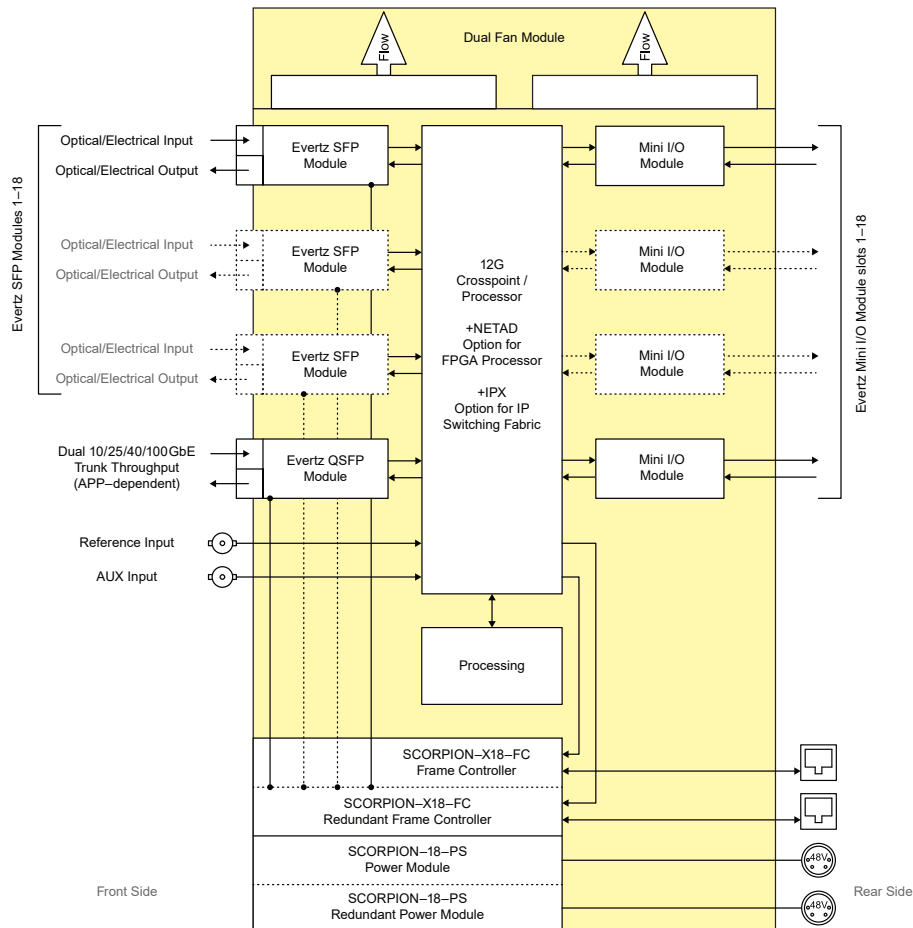 Dual Fan Module
Flow
Flow
Evertz SFP Modules 1–18
Optical/Electrical Input
Optical/Electrical Output
Evertz SFP
Module
Mini I/O
Module
Optical/Electrical Input
Optical/Electrical Output
Evertz SFP
Module
Mini I/O
Module
Optical/Electrical Input
Optical/Electrical Output
Evertz SFP
Module
Mini I/O
Module
Dual 10/25/40/100GbE
Trunk Throughput
(APP–dependent)
Evertz QSFP
Module
Mini I/O
Module
12G
Crosspoint /
Processor
+NETAD
Option for
FPGA Processor
+IPX
Option for IP
Switching Fabric
Evertz Mini I/O Module slots 1–18
Reference Input
AUX Input
Processing
SCORPION–X18–FC
Frame Controller
SCORPION–X18–FC
Redundant Frame Controller
SCORPION–18–PS
Power Module
48V
SCORPION–18–PS
Redundant Power Module
48V
Front Side
Rear Side